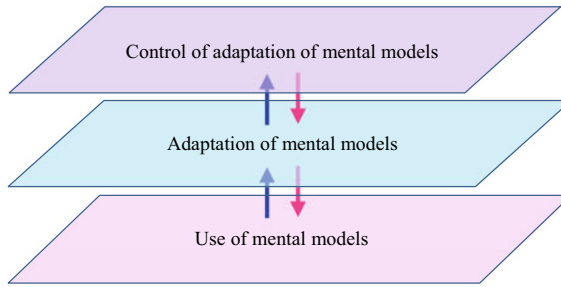 Control of adaptation of mental models
Adaptation of mental models
Use of mental models